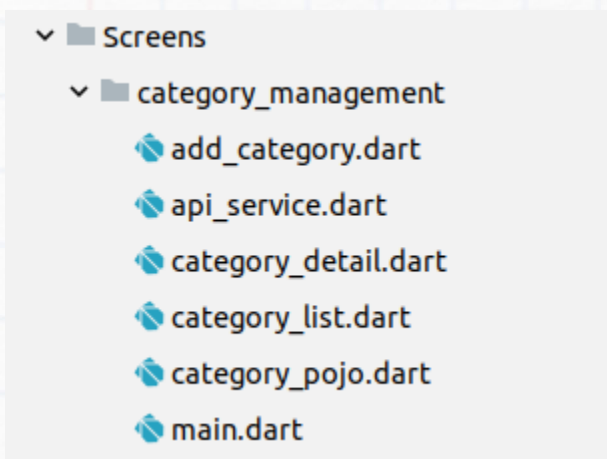 Screens
category_management
add_category.dart
api_service.dart
category_detail.dart
category_list.dart
category_pojo.dart
main.dart